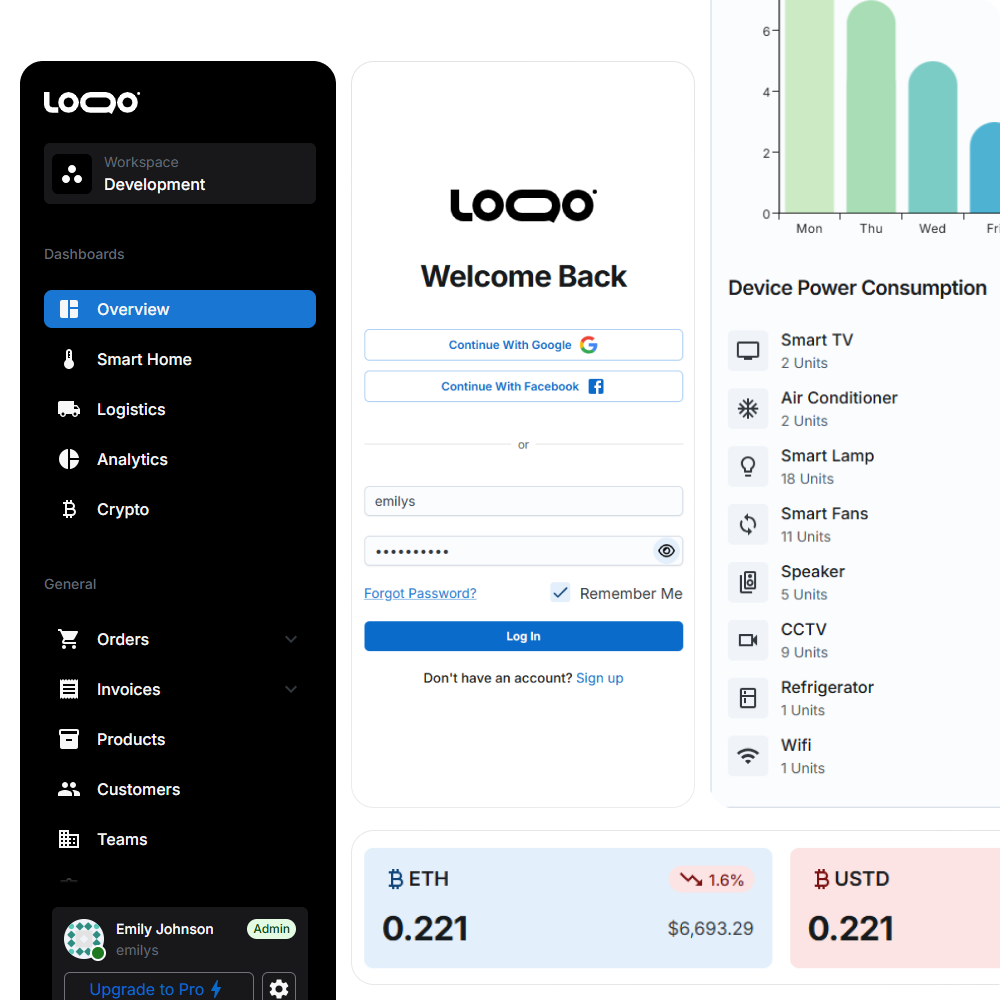 LOQO
Workspace
Development
Dashboards
Overview
Smart Home
Logistics
Analytics
Crypto
General
Orders
Invoices
Products
Customers
Teams
Emily Johnson
Admin
emilys
Upgrade to Pro
LOQO
Welcome Back
Continue With Google
Continue With Facebook
or
emilys
••••••••••
Forgot Password?
Remember Me
Log In
Don't have an account? Sign up
6
4
2
0
Mon Thu Wed Fri
Device Power Consumption
Smart TV
2 Units
Air Conditioner
2 Units
Smart Lamp
18 Units
Smart Fans
11 Units
Speaker
5 Units
CCTV
9 Units
Refrigerator
1 Units
Wifi
1 Units
ETH
1.6%
0.221
$6,693.29
USTD
0.221